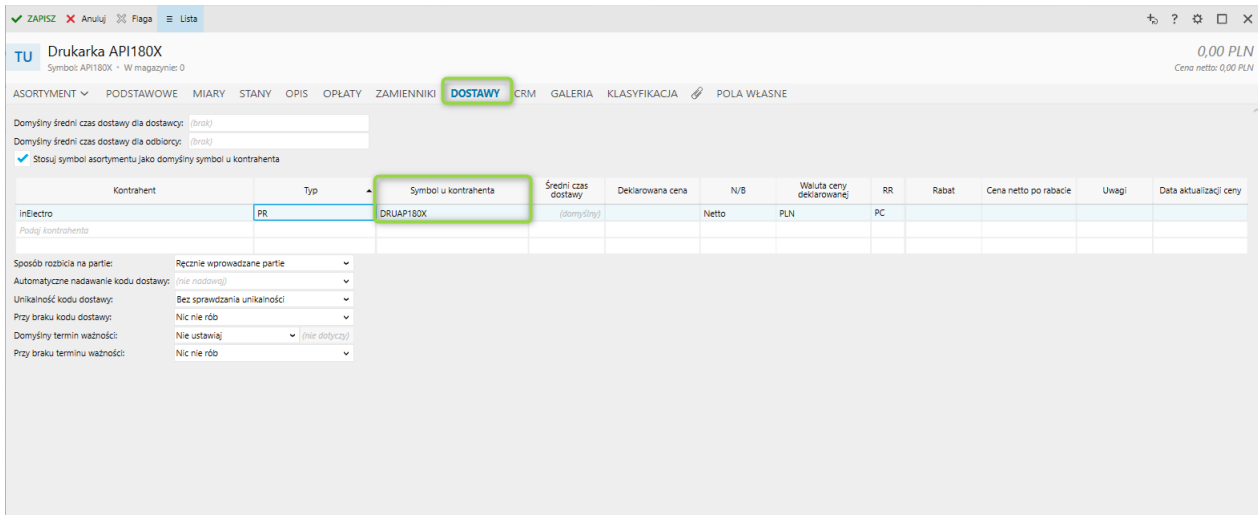 ZAPISZ Anuluj Flaga Lista
TU Drukarka API180X 0,00 PLN
Symbol: API180X • W magazynie: 0 Cena netto: 0,00 PLN
ASORTYMENT PODSTAWOWE MIARY STANY OPIS OPŁATY ZAMIENNIKI DOSTAWY CRM GALERIA KLASYFIKACJA POLA WŁASNE
Domyślny średni czas dostawy dla dostawcy: (brak)
Domyślny średni czas dostawy dla odbiorcy: (brak)
Stosuj symbol asortymentu jako domyślny symbol u kontrahenta
Kontrahent Typ Symbol u kontrahenta Średni czas dostawy Deklarowana cena N/B Waluta ceny deklarowanej RR Rabat Cena netto po rabacie Uwagi Data aktualizacji ceny
inElectro PR DRUAP180X (domyślny) Netto PLN PC
Podaj kontrahenta
Sposób rozbicia na partie: Ręcznie wprowadzane partie
Automatyczne nadawanie kodu dostawy: (nie nadawaj)
Unikalność kodu dostawy: Bez sprawdzania unikalności
Przy braku kodu dostawy: Nic nie rób
Domyślny termin ważności: Nie ustawiaj (nie dotyczy)
Przy braku terminu ważności: Nic nie rób